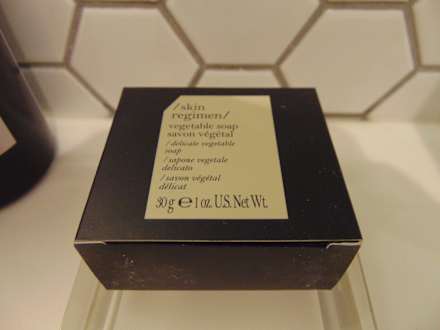 /skin
regimen/
vegetable soap
savon végétal
/delicate vegetable
soap
/sapone vegetale
delicato
/savon végétal
délicat
30 g ℮ 1 oz. U.S. Net Wt.